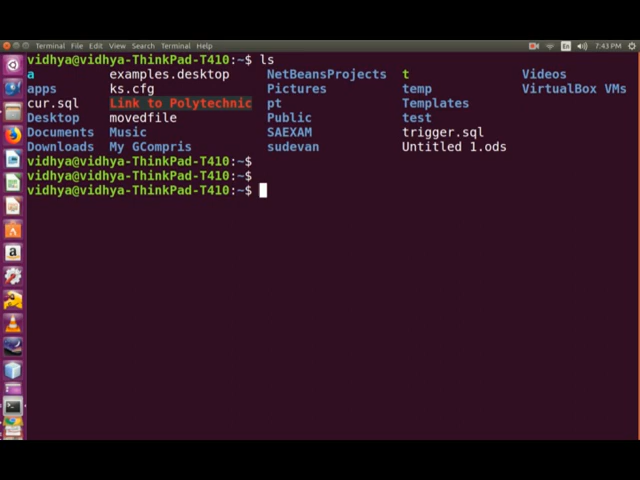 Terminal File Edit View Search Terminal Help En 7:43 PM
vidhya@vidhya-ThinkPad-T410:~$ ls
a examples.desktop NetBeansProjects t Videos
apps ks.cfg Pictures temp VirtualBox VMs
cur.sql Link to Polytechnic pt Templates
Desktop movedfile Public test
Documents Music SAEXAM trigger.sql
Downloads My GCompris sudevan Untitled 1.ods
vidhya@vidhya-ThinkPad-T410:~$
vidhya@vidhya-ThinkPad-T410:~$
vidhya@vidhya-ThinkPad-T410:~$